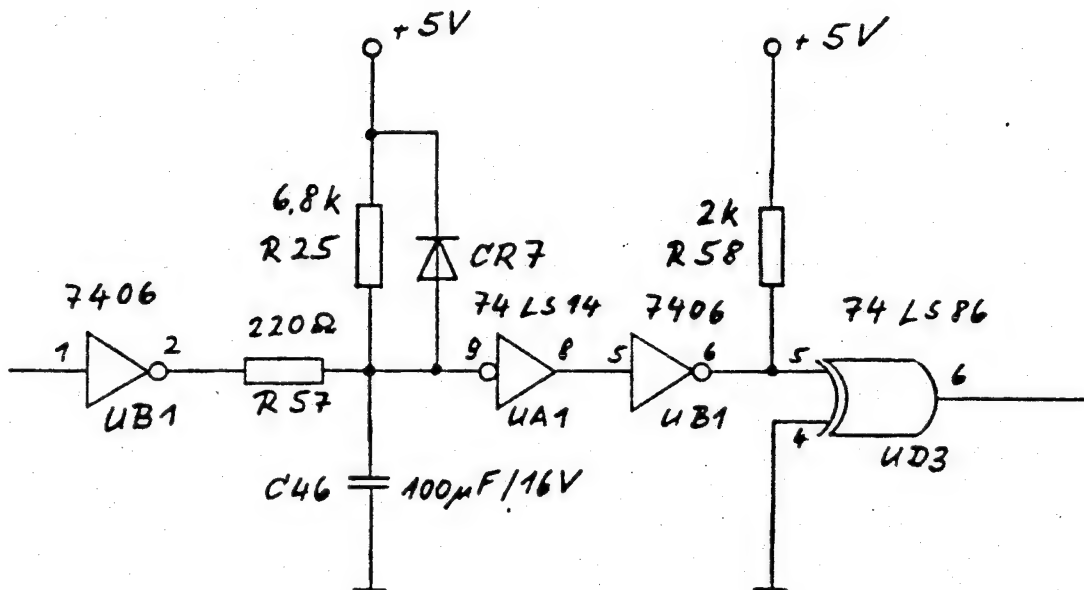 +5V
+5V
6,8k
R25
CR7
2k
R58
7406
220Ω
74LS14
7406
74LS86
1
2
9
8
5
6
5
6
4
UB1
R57
UA1
UB1
UD3
C46
100µF/16V